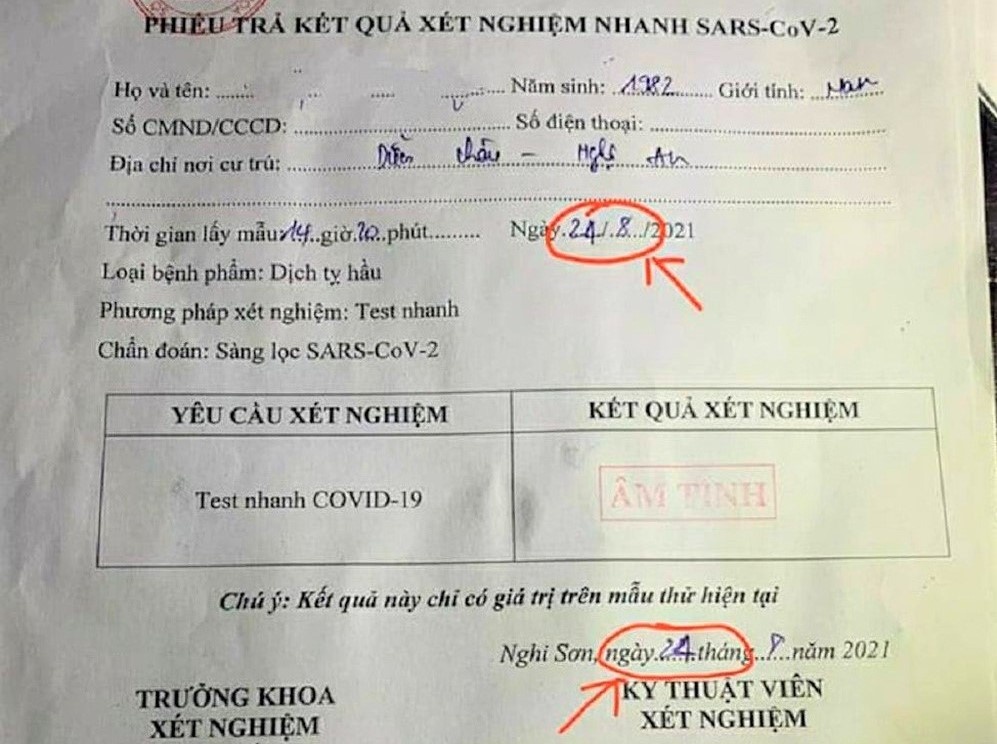 PHIẾU TRẢ KẾT QUẢ XÉT NGHIỆM NHANH SARS-CoV-2
Họ và tên: ........ Năm sinh: ..1982.......... Giới tính: ...Nam
Số CMND/CCCD: ........................................ Số điện thoại: ............................................
Địa chỉ nơi cư trú: .................. Diễn Châu – Nghệ An ..................
Thời gian lấy mẫu:14..giờ.20..phút......... Ngày.24./.8.../2021
Loại bệnh phẩm: Dịch tỵ hầu
Phương pháp xét nghiệm: Test nhanh
Chẩn đoán: Sàng lọc SARS-CoV-2
YÊU CẦU XÉT NGHIỆM
KẾT QUẢ XÉT NGHIỆM
Test nhanh COVID-19
ÂM TÍNH
Chú ý: Kết quả này chỉ có giá trị trên mẫu thử hiện tại
Nghi Sơn, ngày..24..tháng..8..năm 2021
TRƯỞNG KHOA
XÉT NGHIỆM
KỸ THUẬT VIÊN
XÉT NGHIỆM